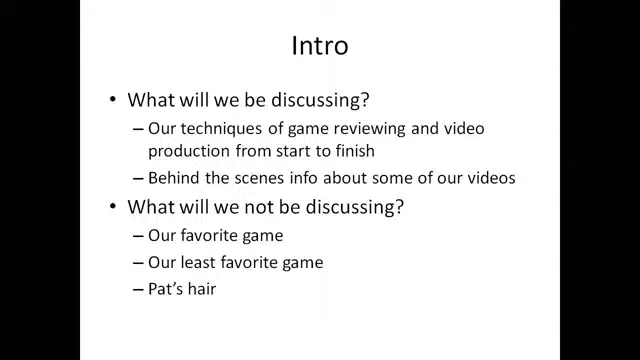 Intro
• What will we be discussing?
– Our techniques of game reviewing and video
production from start to finish
– Behind the scenes info about some of our videos
• What will we not be discussing?
– Our favorite game
– Our least favorite game
– Pat's hair